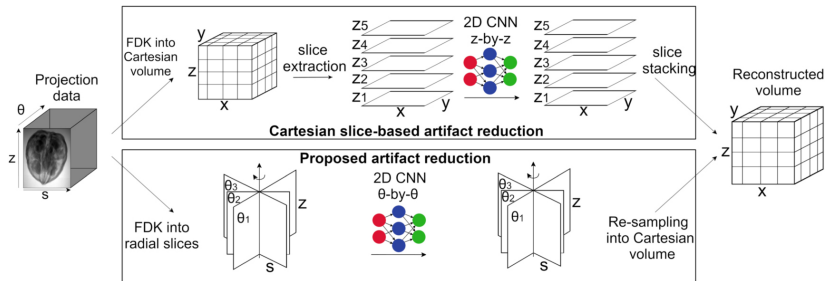 Projection
data
θ
z
s
FDK into
Cartesian
volume
y
z
x
slice
extraction
z5
z4
z3
z2
z1
x
y
2D CNN
z-by-z
z5
z4
z3
z2
z1
x
y
slice
stacking
Cartesian slice-based artifact reduction
Proposed artifact reduction
FDK into
radial slices
θ3
θ2
θ1
z
s
2D CNN
θ-by-θ
θ3
θ2
θ1
z
s
Re-sampling
into Cartesian
volume
Reconstructed
volume
y
z
x